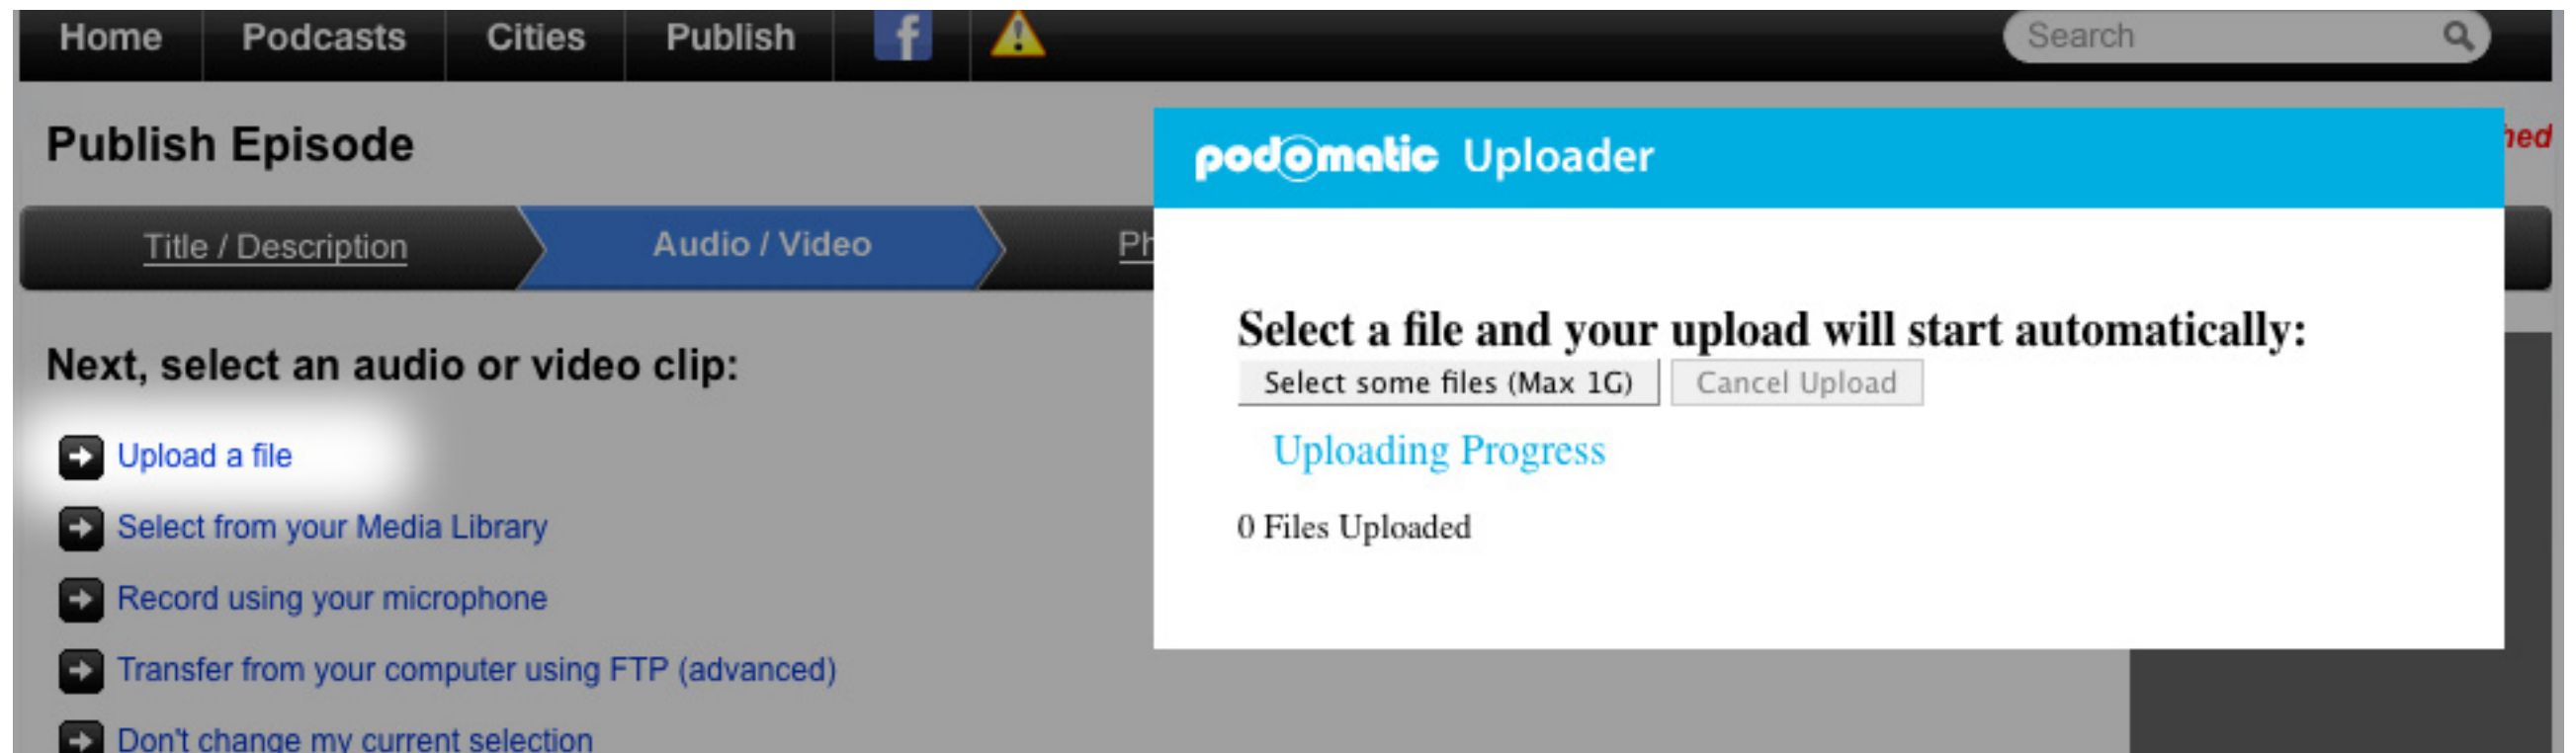 Home Podcasts Cities Publish f Search
Publish Episode
Title / Description Audio / Video
Next, select an audio or video clip:
Upload a file
Select from your Media Library
Record using your microphone
Transfer from your computer using FTP (advanced)
Don't change my current selection
podomatic Uploader
Select a file and your upload will start automatically:
Select some files (Max 1G) Cancel Upload
Uploading Progress
0 Files Uploaded